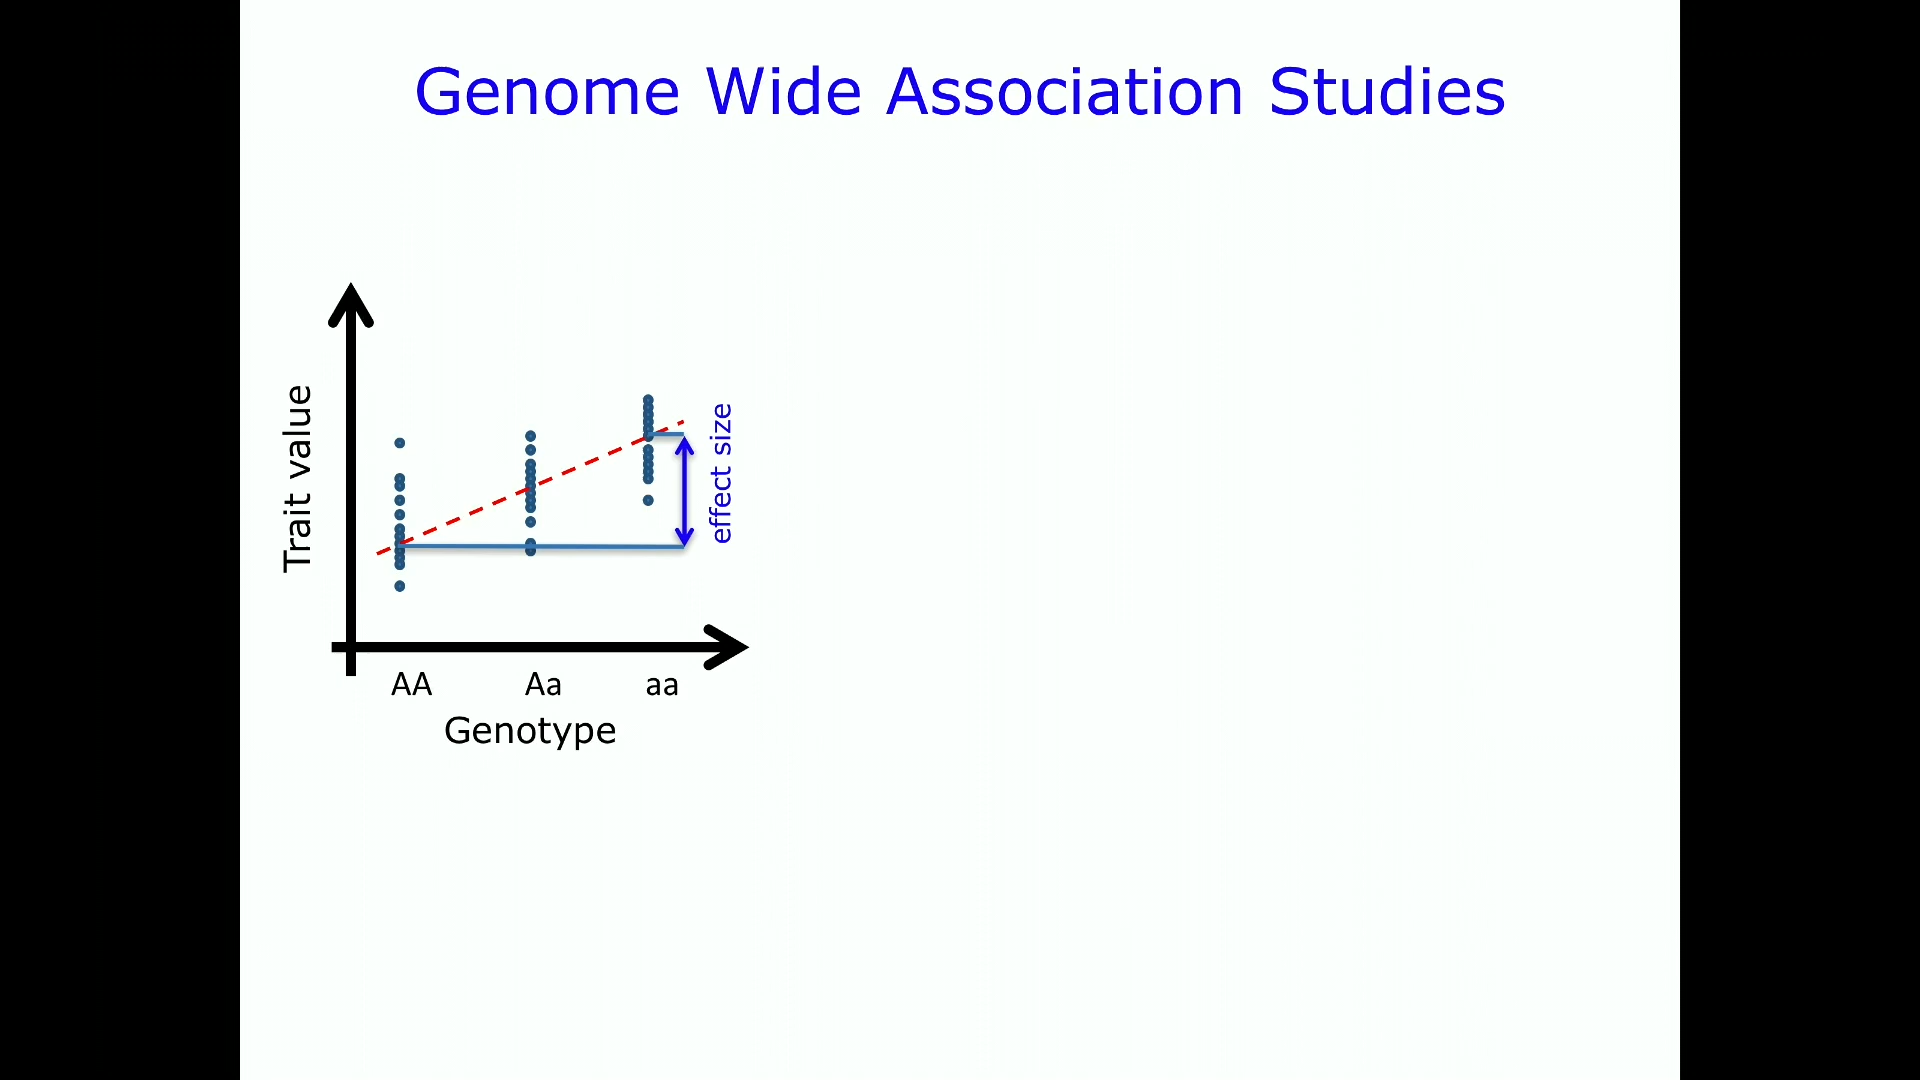 Genome Wide Association Studies
Trait value
effect size
AA Aa aa
Genotype